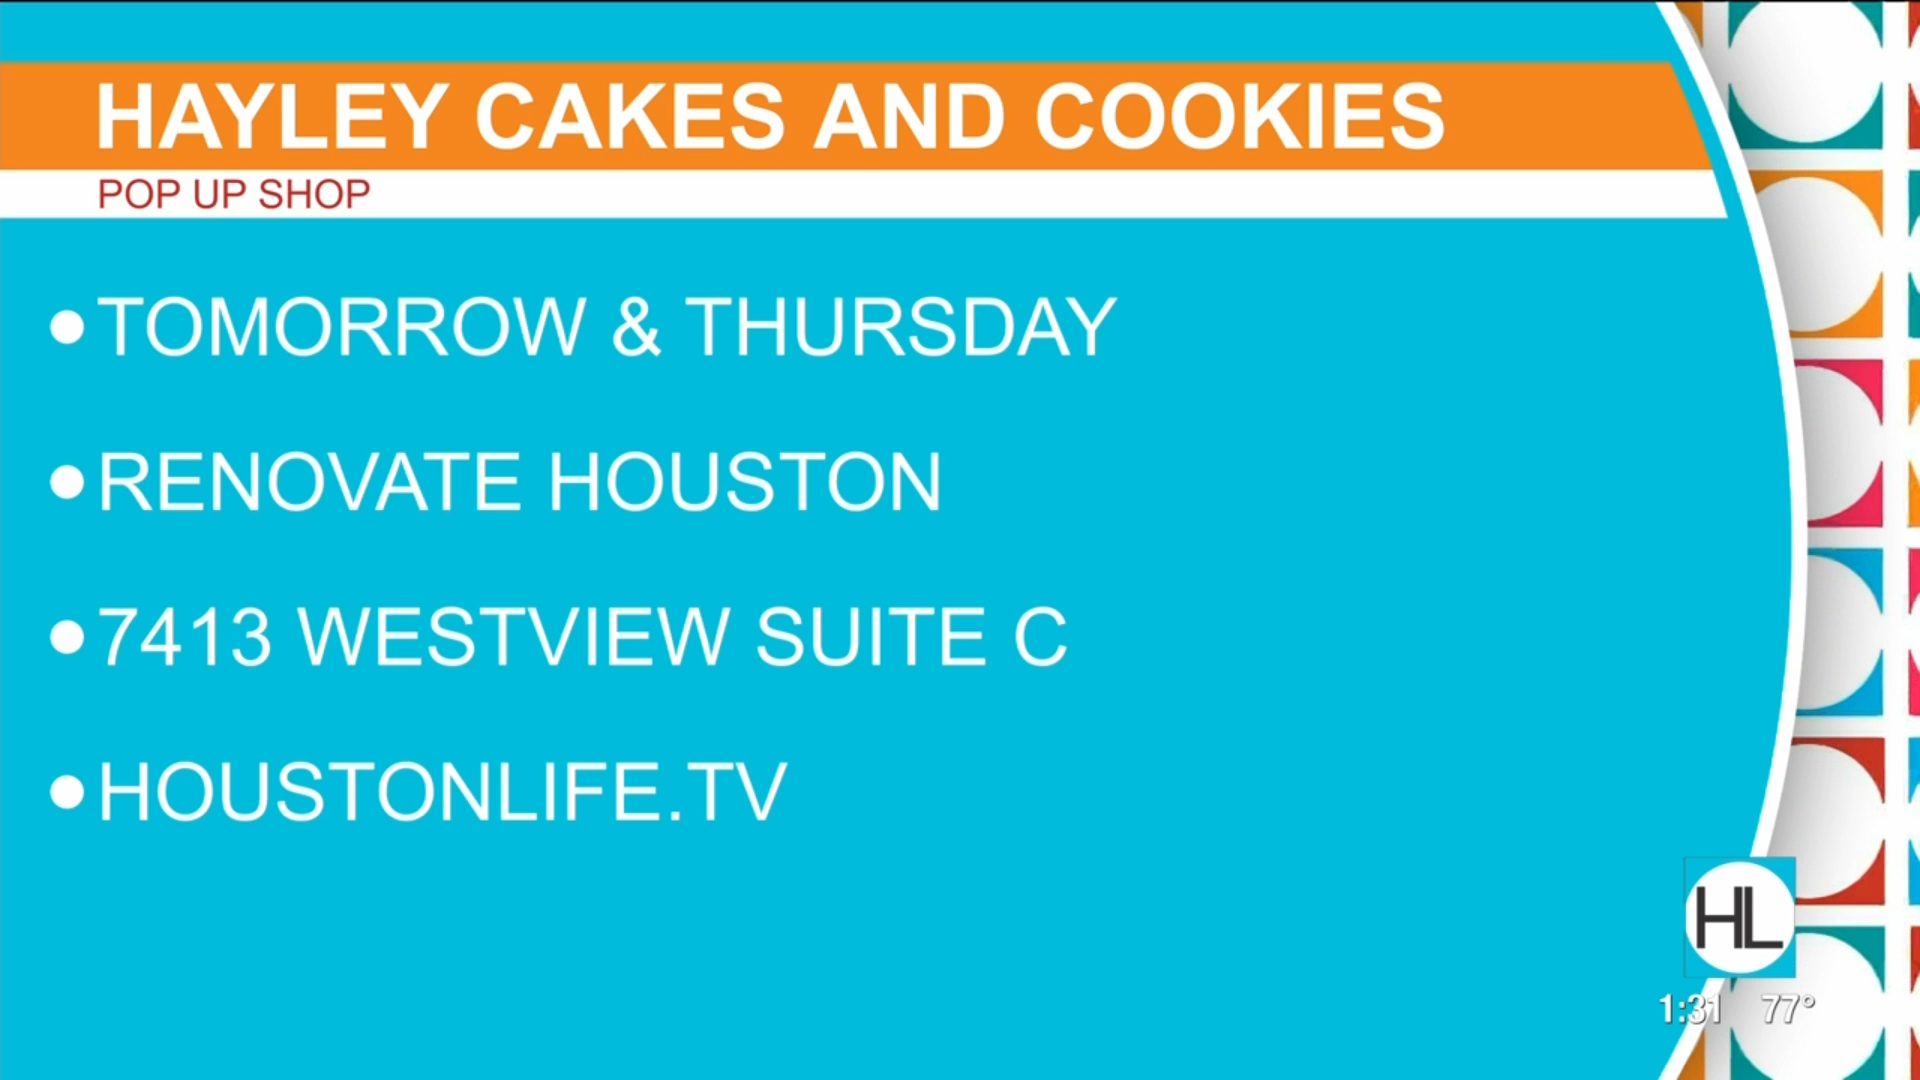 HAYLEY CAKES AND COOKIES
POP UP SHOP
•TOMORROW & THURSDAY
•RENOVATE HOUSTON
•7413 WESTVIEW SUITE C
•HOUSTONLIFE.TV
HL
1:31 77°